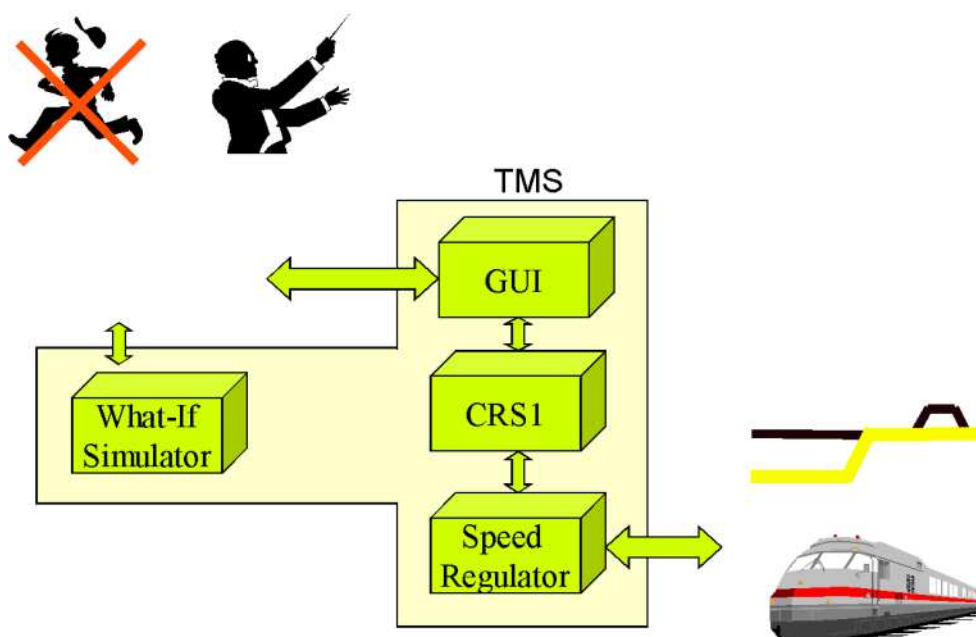 TMS
GUI
What-If
Simulator
CRS1
Speed
Regulator